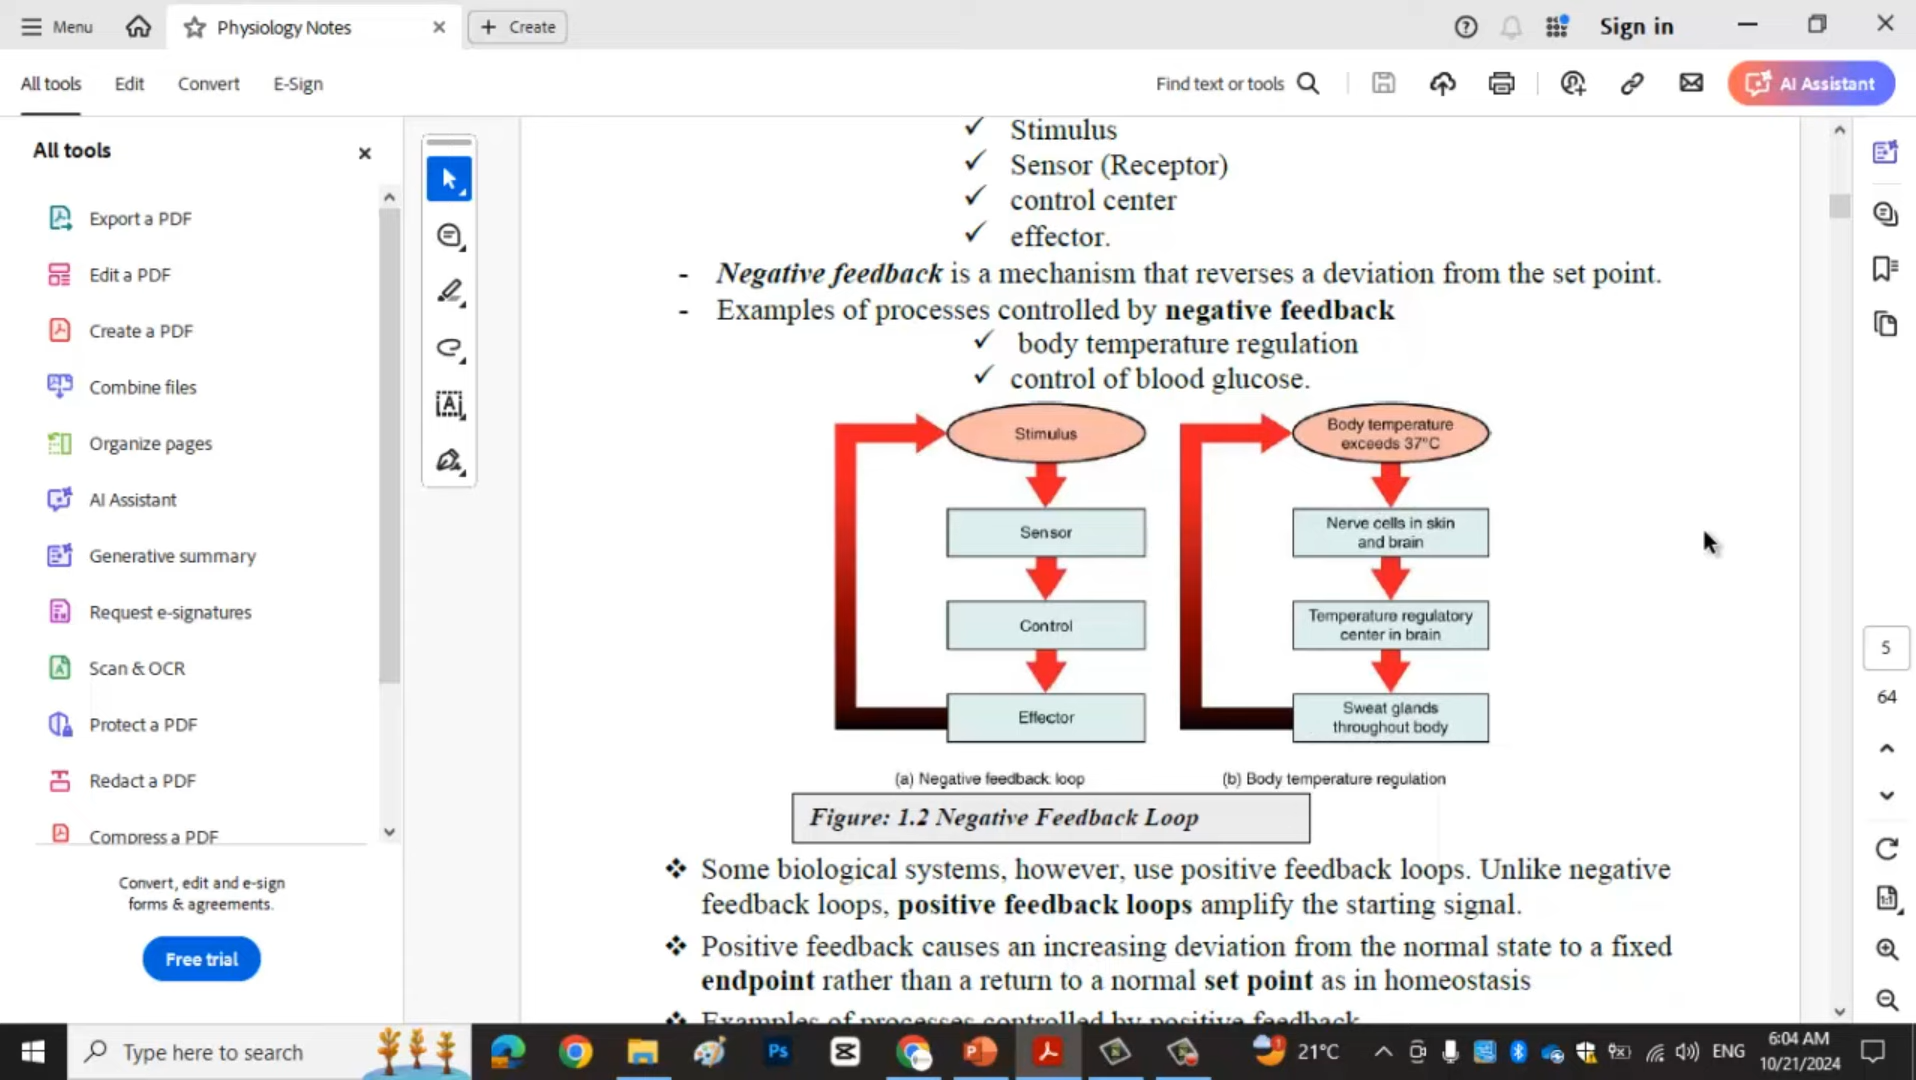 Menu
Physiology Notes
Create
Sign in
All tools
Edit
Convert
E-Sign
Find text or tools
AI Assistant
All tools
Export a PDF
Edit a PDF
Create a PDF
Combine files
Organize pages
AI Assistant
Generative summary
Request e-signatures
Scan & OCR
Protect a PDF
Redact a PDF
Compress a PDF
Convert, edit and e-sign
forms & agreements.
Free trial
✓ Stimulus
✓ Sensor (Receptor)
✓ control center
✓ effector.
- Negative feedback is a mechanism that reverses a deviation from the set point.
- Examples of processes controlled by negative feedback
✓ body temperature regulation
✓ control of blood glucose.
Stimulus
Sensor
Control
Effector
(a) Negative feedback loop
Body temperature
exceeds 37°C
Nerve cells in skin
and brain
Temperature regulatory
center in brain
Sweat glands
throughout body
(b) Body temperature regulation
Figure: 1.2 Negative Feedback Loop
❖ Some biological systems, however, use positive feedback loops. Unlike negative
feedback loops, positive feedback loops amplify the starting signal.
❖ Positive feedback causes an increasing deviation from the normal state to a fixed
endpoint rather than a return to a normal set point as in homeostasis
❖ Examples of processes controlled by positive feedback
5
64
Type here to search
Ps
21°C
ENG
6:04 AM
10/21/2024